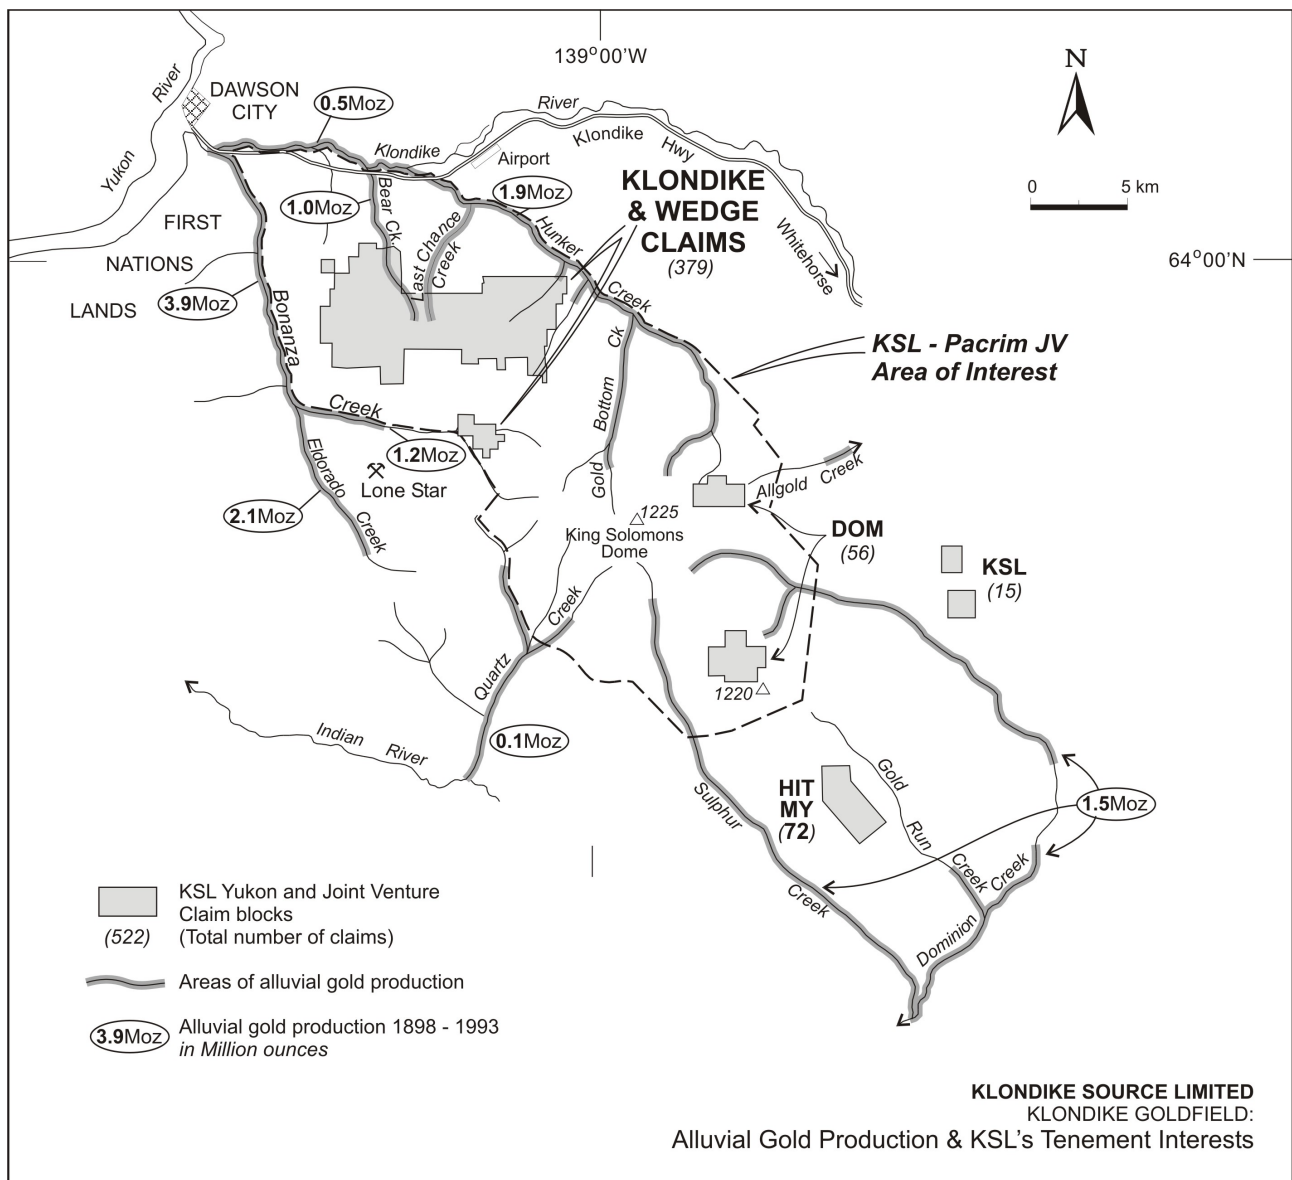 139°00'W
N
0 5 km
64°00'N
River
Yukon
DAWSON
CITY
0.5Moz
River
Klondike
Klondike
Hwy
Airport
Whitehorse
FIRST
NATIONS
LANDS
1.0Moz
Bear Ck.
Last Chance
Creek
1.9Moz
Hunker
Creek
KLONDIKE
& WEDGE
CLAIMS
(379)
3.9Moz
Bonanza
Creek
1.2Moz
Lone Star
Eldorado
Creek
2.1Moz
Gold Bottom Ck
KSL - Pacrim JV
Area of Interest
Allgold Creek
DOM
(56)
1225
King Solomons
Dome
KSL
(15)
Quartz
Creek
1220
0.1Moz
Indian River
HIT
MY
(72)
Gold
Run
Creek
1.5Moz
Sulphur
Creek
Dominion
Creek
KSL Yukon and Joint Venture
Claim blocks
(522) (Total number of claims)
Areas of alluvial gold production
3.9Moz
Alluvial gold production 1898 - 1993
in Million ounces
KLONDIKE SOURCE LIMITED
KLONDIKE GOLDFIELD:
Alluvial Gold Production & KSL's Tenement Interests